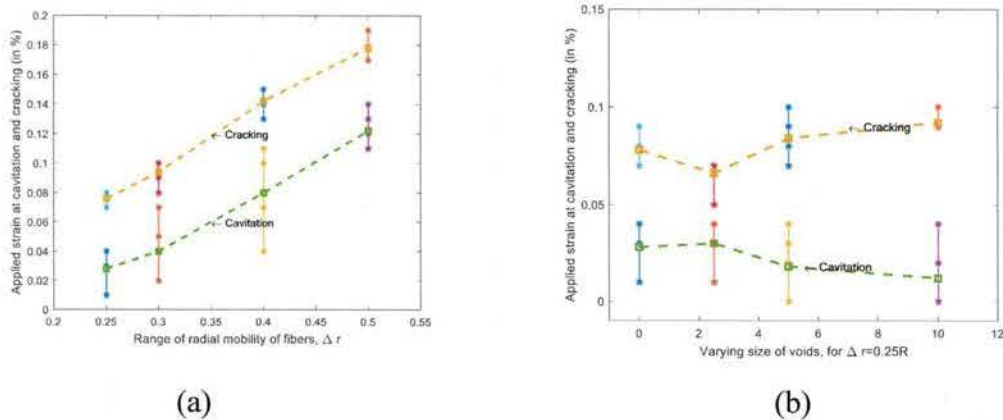 0.2
0.18
0.16
0.14
0.12
0.1
0.08
0.06
0.04
0.02
0
Applied strain at cavitation and cracking (in %)
← Cracking
← Cavitation
0.2 0.25 0.3 0.35 0.4 0.45 0.5 0.55
Range of radial mobility of fibers, Δ r
(a)
0.15
0.1
0.05
0
Applied strain at cavitation and cracking (in %)
← Cracking
← Cavitation
0 2 4 6 8 10 12
Varying size of voids, for Δ r=0.25R
(b)